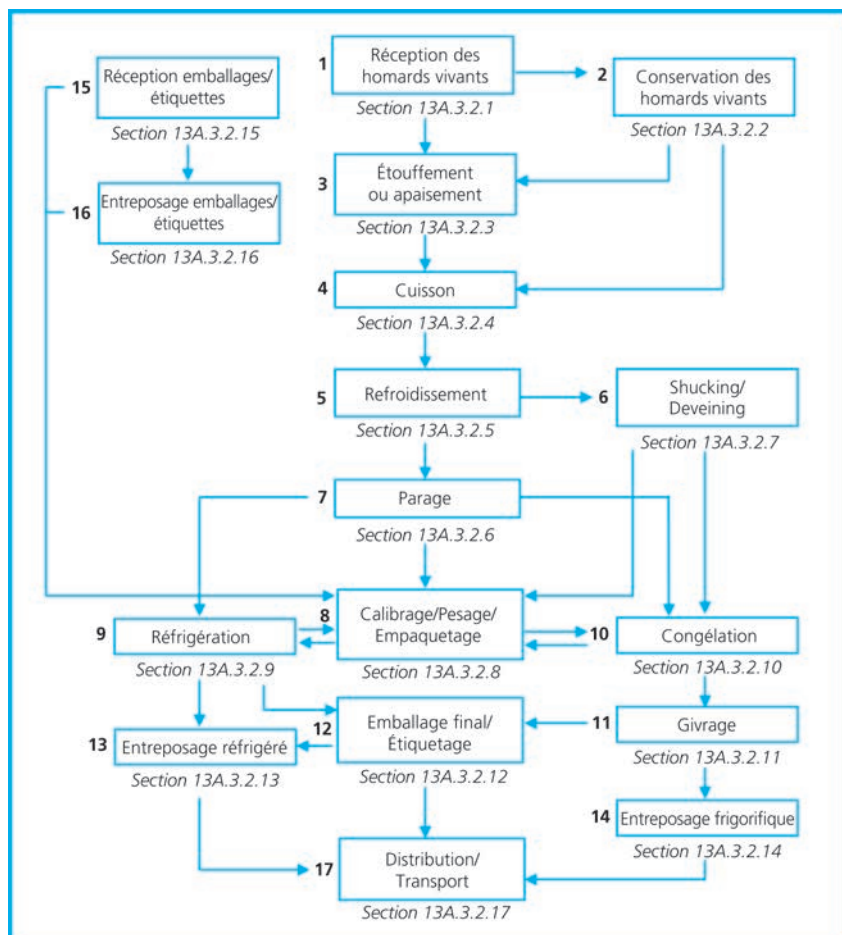 1
Réception des
homards vivants
Section 13A.3.2.1
2
Conservation des
homards vivants
Section 13A.3.2.2
15
Réception emballages/
étiquettes
Section 13A.3.2.15
3
Étouffement
ou apaisement
Section 13A.3.2.3
16
Entreposage emballages/
étiquettes
Section 13A.3.2.16
4
Cuisson
Section 13A.3.2.4
5
Refroidissement
Section 13A.3.2.5
6
Shucking/
Deveining
Section 13A.3.2.7
7
Parage
Section 13A.3.2.6
8
Calibrage/Pesage/
Empaquetage
Section 13A.3.2.8
9
Réfrigération
Section 13A.3.2.9
10
Congélation
Section 13A.3.2.10
11
Givrage
Section 13A.3.2.11
12
Emballage final/
Étiquetage
Section 13A.3.2.12
13
Entreposage réfrigéré
Section 13A.3.2.13
14
Entreposage frigorifique
Section 13A.3.2.14
17
Distribution/
Transport
Section 13A.3.2.17